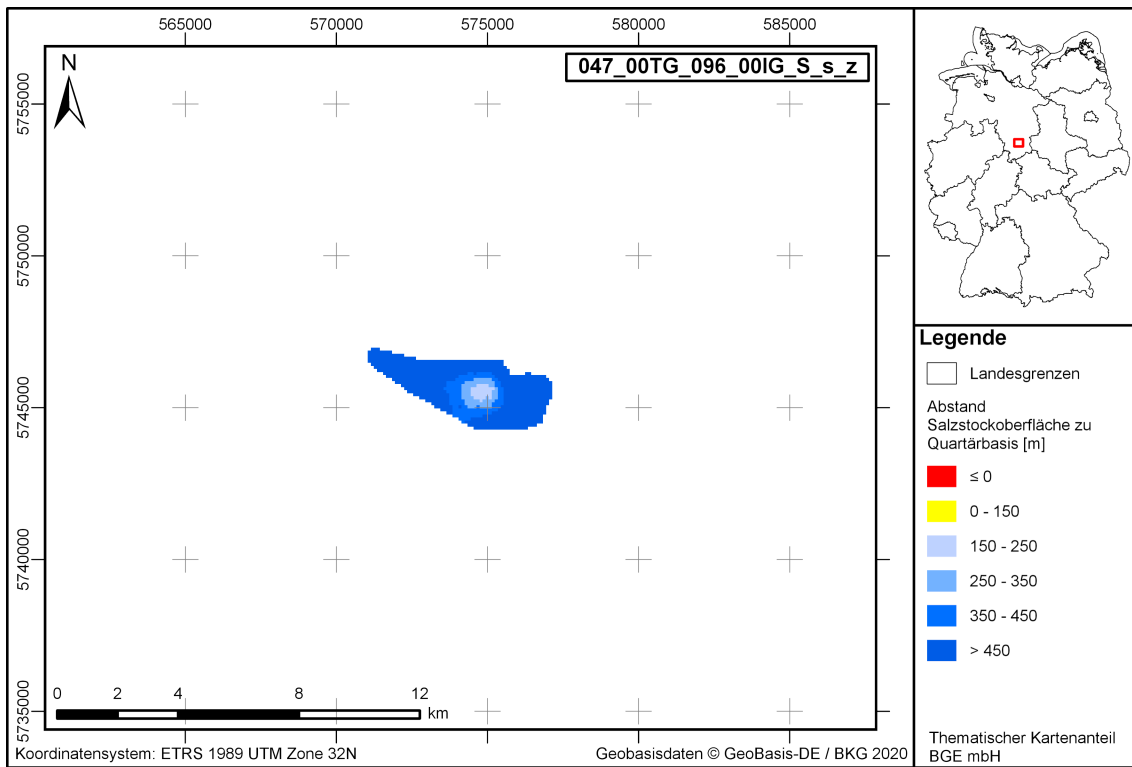 565000
570000
575000
580000
585000
047_00TG_096_00IG_S_s_z
N
5755000
5750000
5745000
5740000
5735000
0 2 4 8 12
km
Koordinatensystem: ETRS 1989 UTM Zone 32N
Geobasisdaten © GeoBasis-DE / BKG 2020
Legende
Landesgrenzen
Abstand
Salzstockoberfläche zu
Quartärbasis [m]
≤ 0
0 - 150
150 - 250
250 - 350
350 - 450
> 450
Thematischer Kartenanteil
BGE mbH